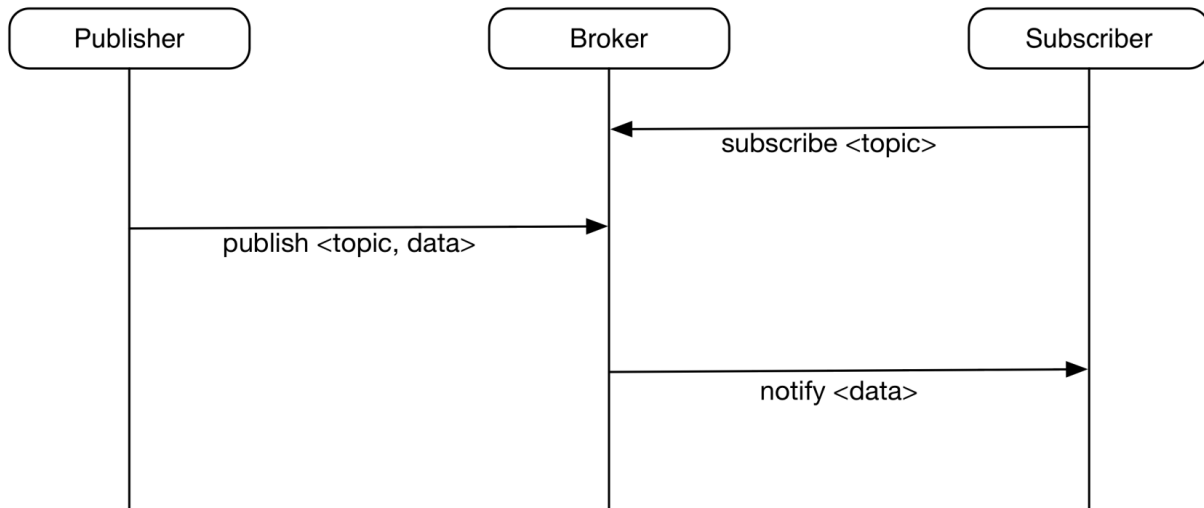 Publisher
Broker
Subscriber
subscribe <topic>
publish <topic, data>
notify <data>